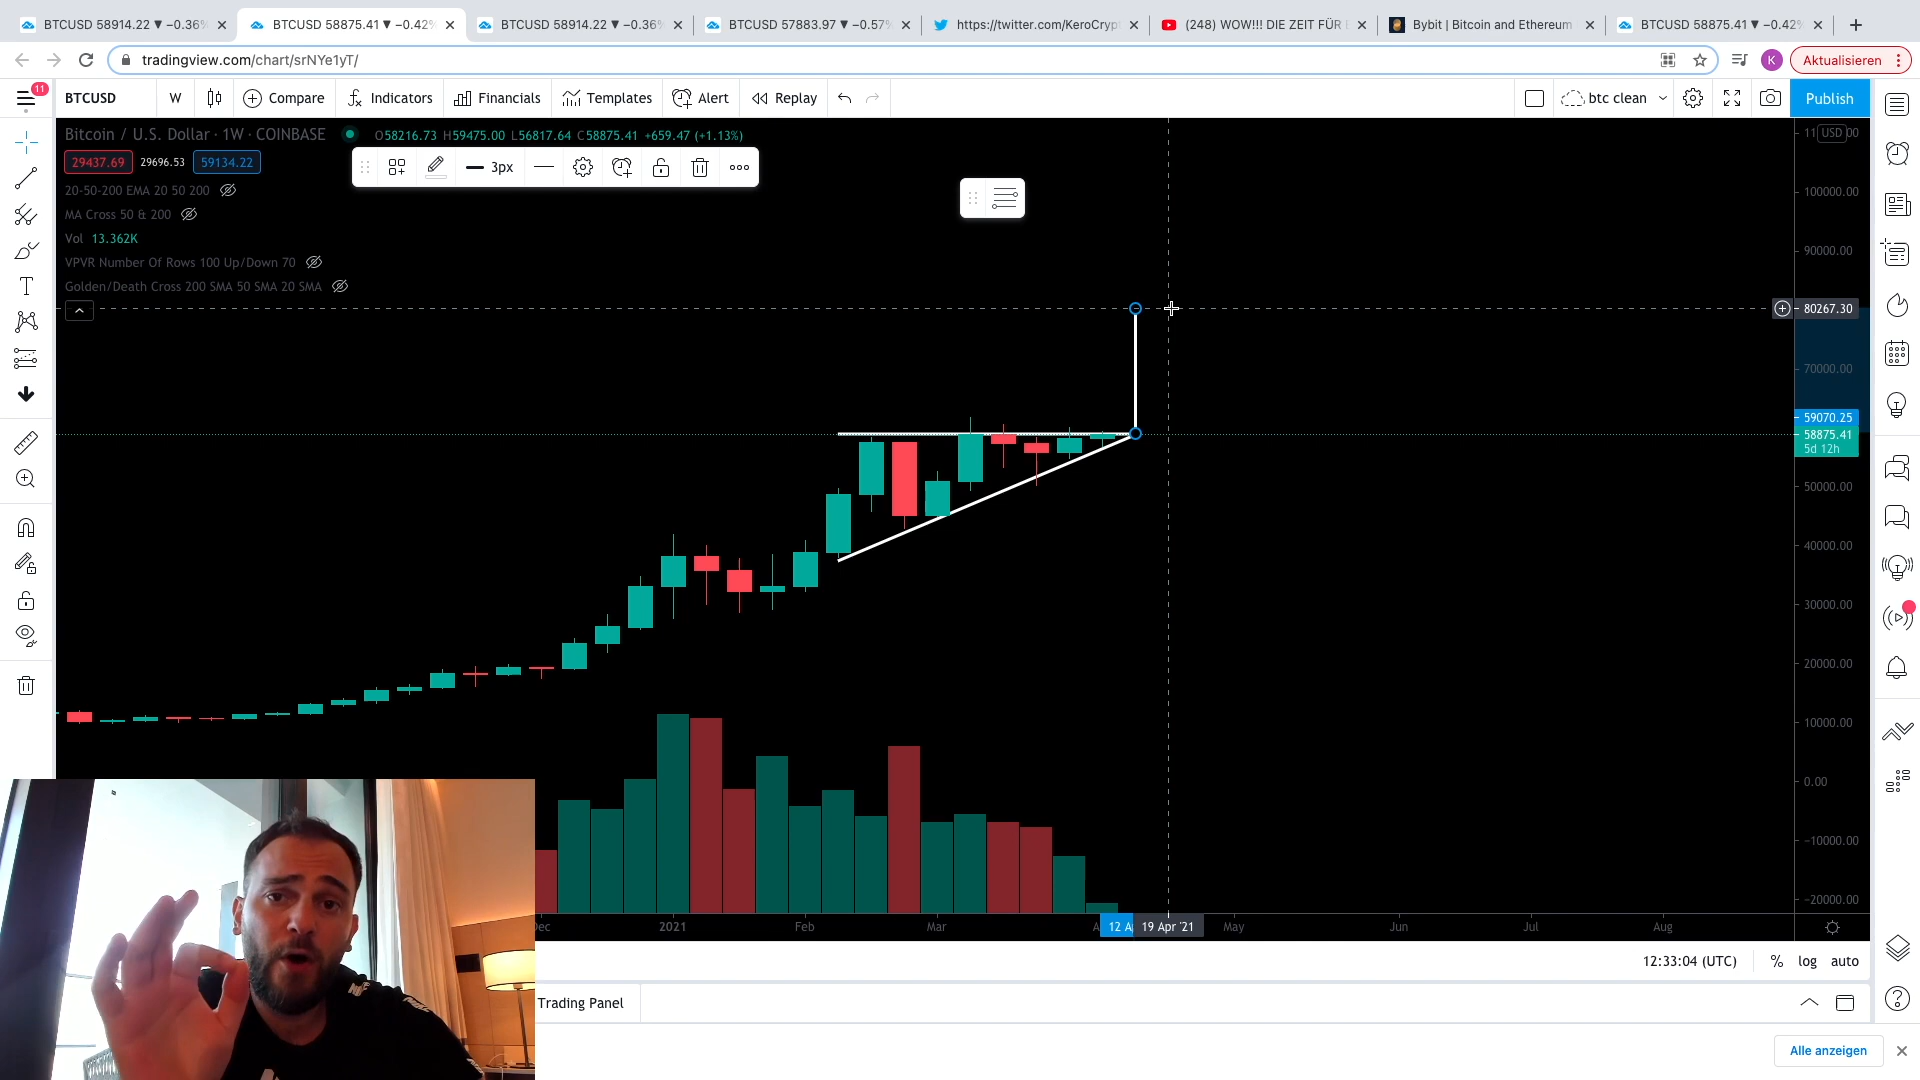 BTCUSD 58914.22 ▼ −0.36%
BTCUSD 58875.41 ▼ −0.42%
BTCUSD 58914.22 ▼ −0.36%
BTCUSD 57883.97 ▼ −0.57%
https://twitter.com/KeroCryp
(248) WOW!!! DIE ZEIT FÜR
Bybit | Bitcoin and Ethereum
BTCUSD 58875.41 ▼ −0.42%
tradingview.com/chart/srNYe1yT/
K
Aktualisieren
11
BTCUSD
W
Compare
Indicators
Financials
Templates
Alert
Replay
btc clean
Publish
Bitcoin / U.S. Dollar · 1W · COINBASE
O58216.73 H59475.00 L56817.64 C58875.41 +659.47 (+1.13%)
29437.69 29696.53 59134.22
3px
20-50-200 EMA 20 50 200
MA Cross 50 & 200
Vol 13.362K
VPVR Number Of Rows 100 Up/Down 70
Golden/Death Cross 200 SMA 50 SMA 20 SMA
USD
100000.00
90000.00
80267.30
70000.00
59070.25
58875.41
5d 12h
50000.00
40000.00
30000.00
20000.00
10000.00
0.00
−10000.00
−20000.00
2021 Feb Mar 19 Apr '21 May Jun Jul Aug
12:33:04 (UTC) % log auto
Trading Panel
Alle anzeigen